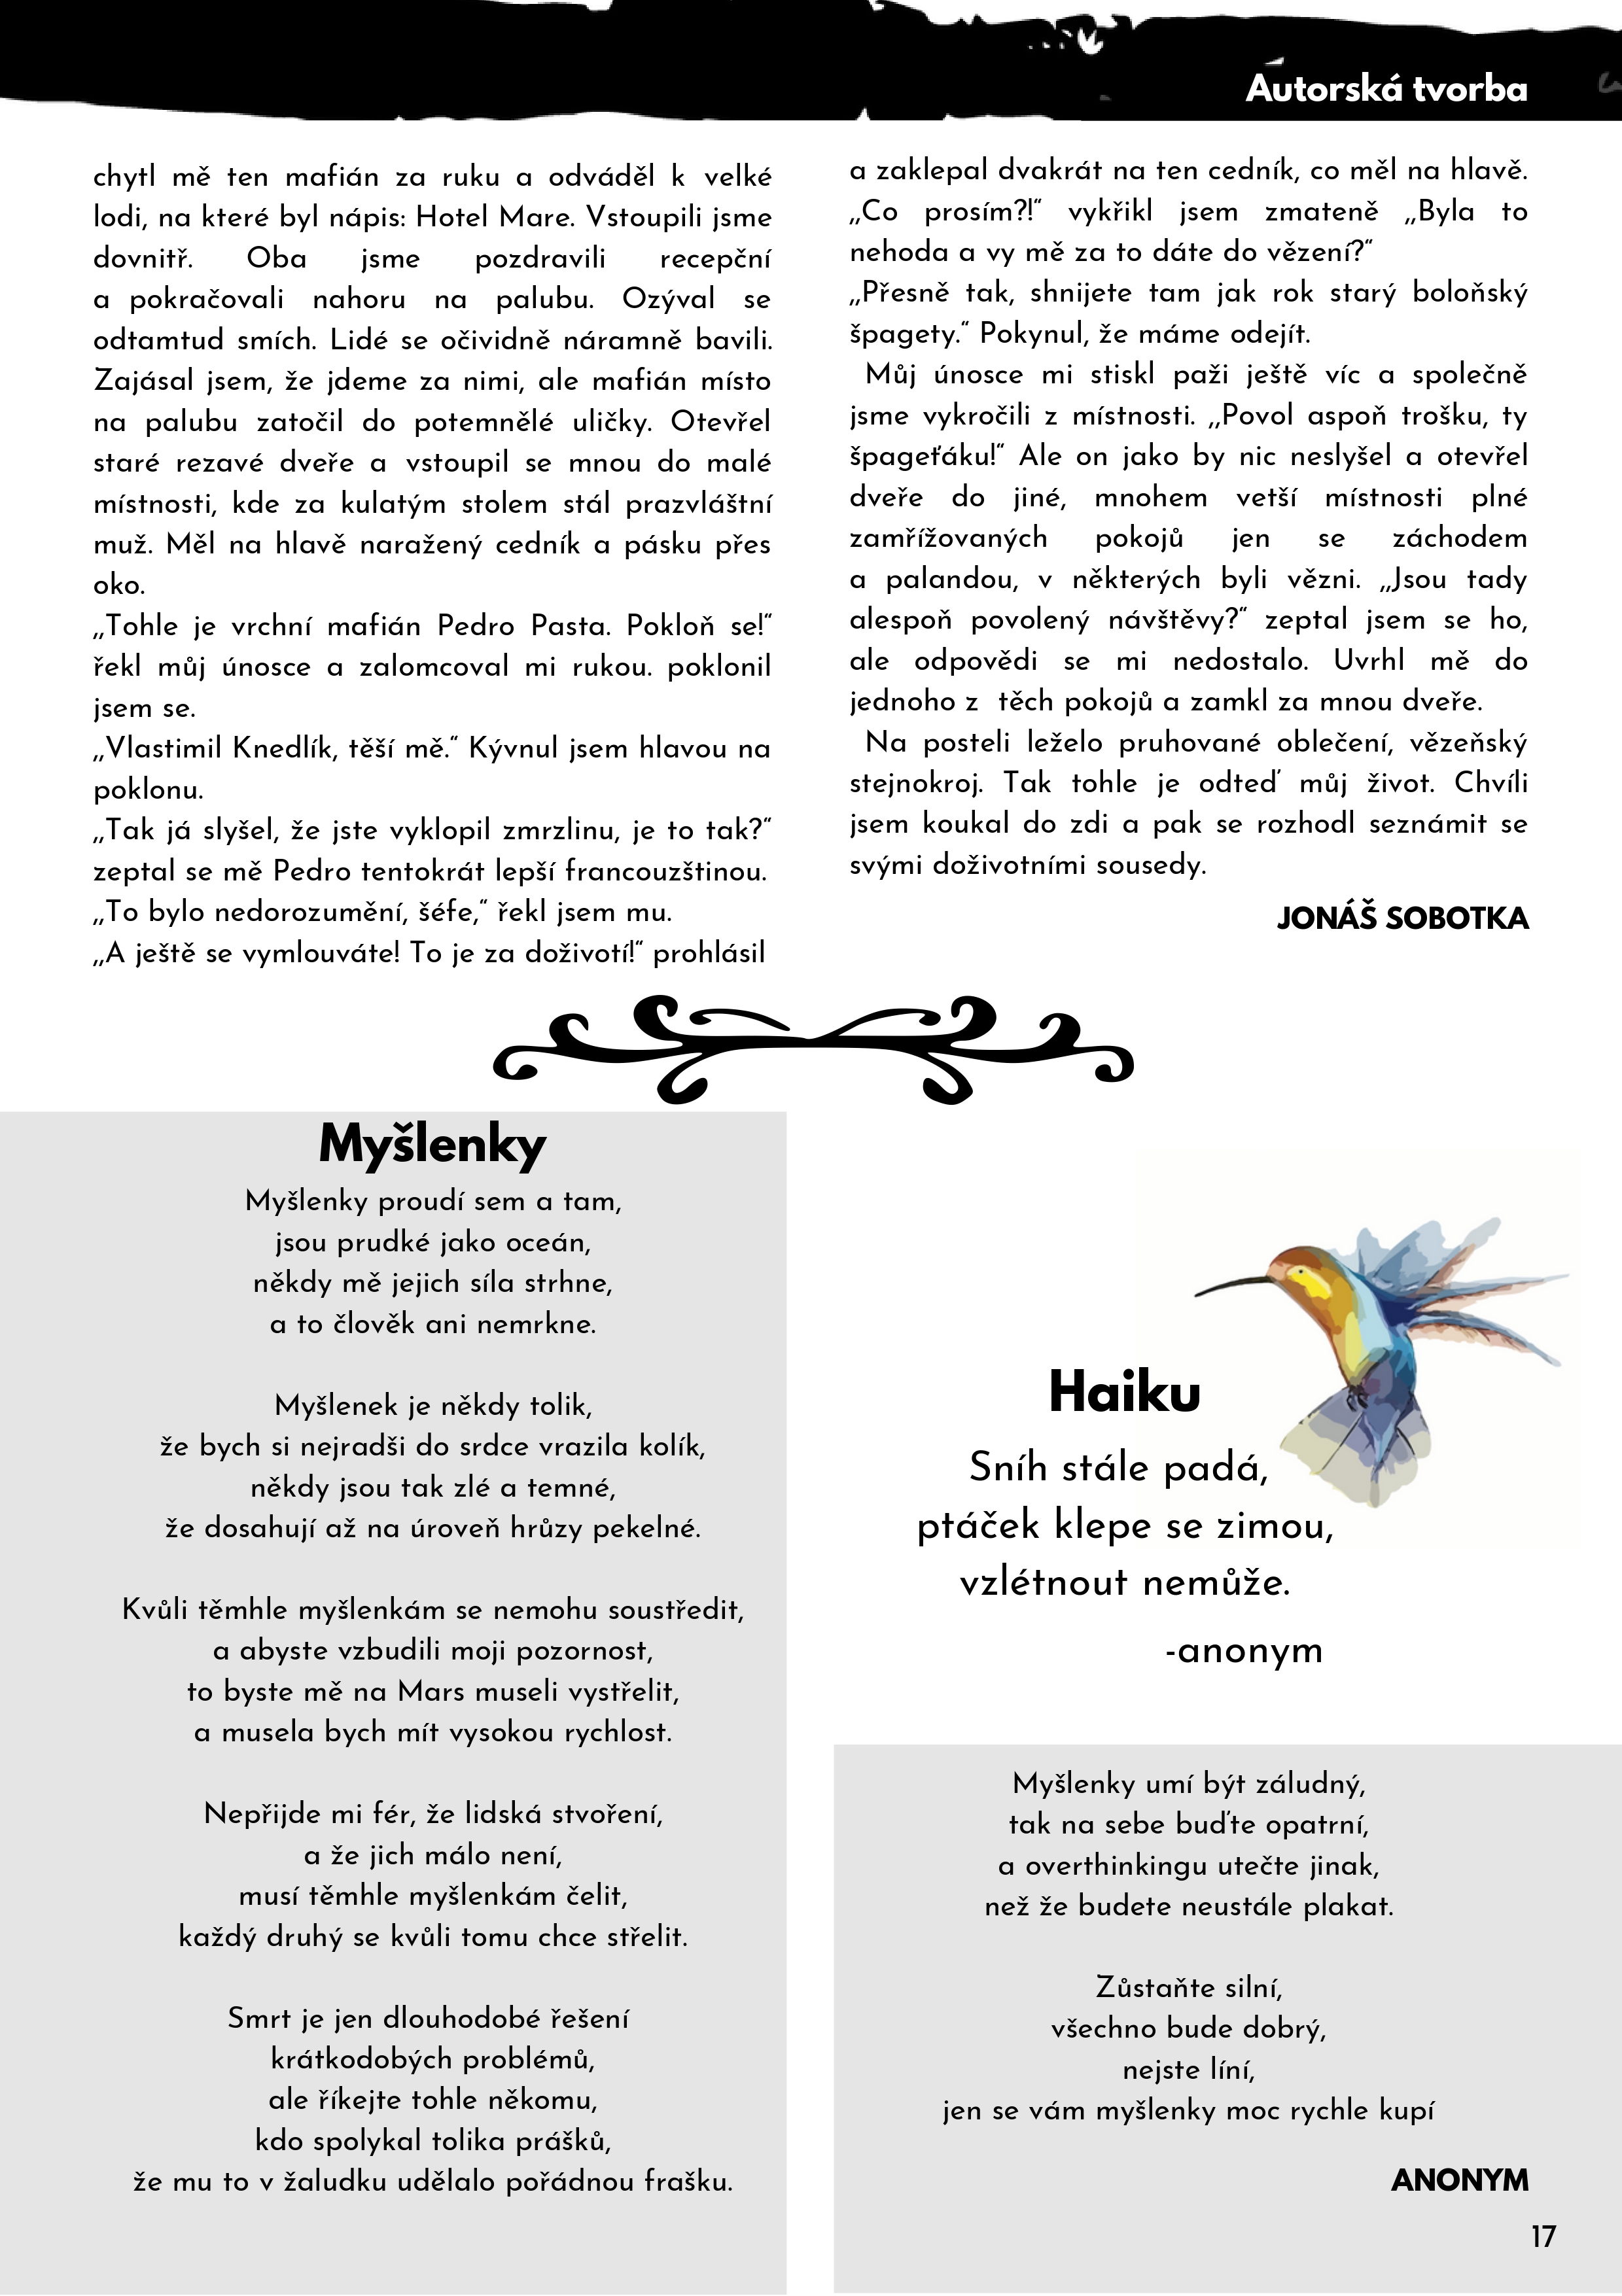 Autorská tvorba
chytl mě ten mafián za ruku a odváděl k velké
lodi, na které byl nápis: Hotel Mare. Vstoupili jsme
dovnitř. Oba jsme pozdravili recepční
a pokračovali nahoru na palubu. Ozýval se
odtamtud smích. Lidé se očividně náramně bavili.
Zajásal jsem, že jdeme za nimi, ale mafián místo
na palubu zatočil do potemnělé uličky. Otevřel
staré rezavé dveře a vstoupil se mnou do malé
místnosti, kde za kulatým stolem stál prazvláštní
muž. Měl na hlavě naražený cedník a pásku přes
oko.
,,Tohle je vrchní mafián Pedro Pasta. Pokloň se!“
řekl můj únosce a zalomcoval mi rukou. poklonil
jsem se.
,,Vlastimil Knedlík, těší mě.“ Kývnul jsem hlavou na
poklonu.
,,Tak já slyšel, že jste vyklopil zmrzlinu, je to tak?“
zeptal se mě Pedro tentokrát lepší francouzštinou.
,,To bylo nedorozumění, šéfe,“ řekl jsem mu.
,,A ještě se vymlouváte! To je za doživotí!“ prohlásil
a zaklepal dvakrát na ten cedník, co měl na hlavě.
,,Co prosím?!“ vykřikl jsem zmateně ,,Byla to
nehoda a vy mě za to dáte do vězení?“
,,Přesně tak, shnijete tam jak rok starý boloňský
špagety.“ Pokynul, že máme odejít.
Můj únosce mi stiskl paži ještě víc a společně
jsme vykročili z místnosti. ,,Povol aspoň trošku, ty
špageťáku!“ Ale on jako by nic neslyšel a otevřel
dveře do jiné, mnohem vetší místnosti plné
zamřížovaných pokojů jen se záchodem
a palandou, v některých byli vězni. ,,Jsou tady
alespoň povolený návštěvy?“ zeptal jsem se ho,
ale odpovědi se mi nedostalo. Uvrhl mě do
jednoho z těch pokojů a zamkl za mnou dveře.
Na posteli leželo pruhované oblečení, vězeňský
stejnokroj. Tak tohle je odteď můj život. Chvíli
jsem koukal do zdi a pak se rozhodl seznámit se
svými doživotními sousedy.
JONÁŠ SOBOTKA
Myšlenky
Myšlenky proudí sem a tam,
jsou prudké jako oceán,
někdy mě jejich síla strhne,
a to člověk ani nemrkne.
Myšlenek je někdy tolik,
že bych si nejradši do srdce vrazila kolík,
někdy jsou tak zlé a temné,
že dosahují až na úroveň hrůzy pekelné.
Kvůli těmhle myšlenkám se nemohu soustředit,
a abyste vzbudili moji pozornost,
to byste mě na Mars museli vystřelit,
a musela bych mít vysokou rychlost.
Nepřijde mi fér, že lidská stvoření,
a že jich málo není,
musí těmhle myšlenkám čelit,
každý druhý se kvůli tomu chce střelit.
Smrt je jen dlouhodobé řešení
krátkodobých problémů,
ale říkejte tohle někomu,
kdo spolykal tolika prášků,
že mu to v žaludku udělalo pořádnou frašku.
Haiku
Sníh stále padá,
ptáček klepe se zimou,
vzlétnout nemůže.
-anonym
Myšlenky umí být záludný,
tak na sebe buďte opatrní,
a overthinkingu utečte jinak,
než že budete neustále plakat.
Zůstaňte silní,
všechno bude dobrý,
nejste líní,
jen se vám myšlenky moc rychle kupí
ANONYM
17